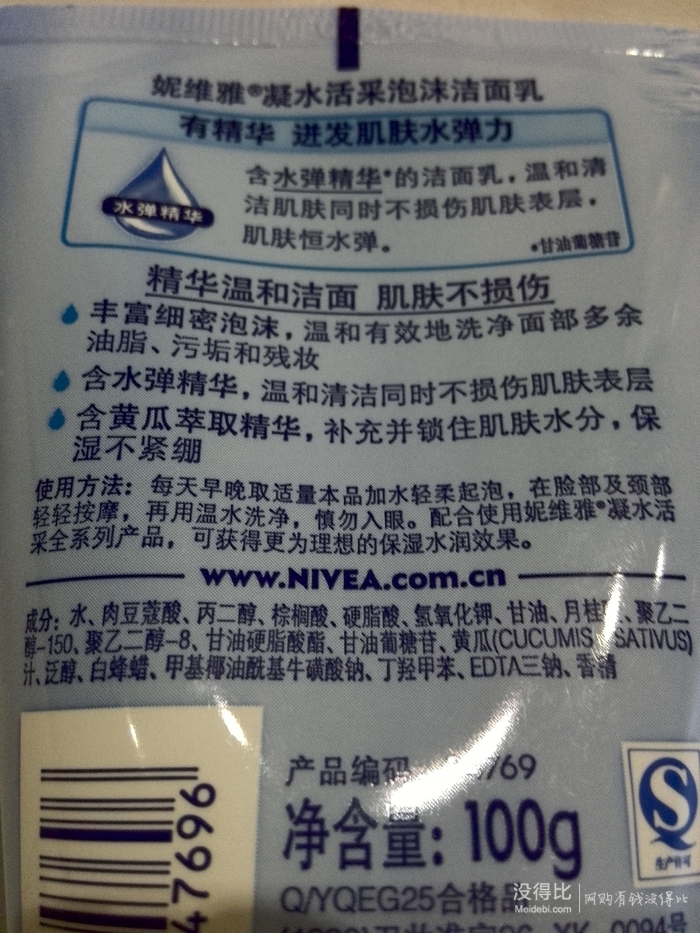 妮维雅®凝水活采泡沫洁面乳
有精华 迸发肌肤水弹力
水弹精华
含水弹精华*的洁面乳，温和清
洁肌肤同时不损伤肌肤表层，
肌肤恒水弹。
*甘油葡糖苷
精华温和洁面 肌肤不损伤
丰富细密泡沫，温和有效地洗净面部多余
油脂、污垢和残妆
含水弹精华，温和清洁同时不损伤肌肤表层
含黄瓜萃取精华，补充并锁住肌肤水分，保
湿不紧绷
使用方法：每天早晚取适量本品加水轻柔起泡，在脸部及颈部
轻轻按摩，再用温水洗净，慎勿入眼。配合使用妮维雅®凝水活
采全系列产品，可获得更为理想的保湿水润效果。
www.NIVEA.com.cn
成分：水、肉豆蔻酸、丙二醇、棕榈酸、硬脂酸、氢氧化钾、甘油、月桂 、聚乙二
醇-150、聚乙二醇-8、甘油硬脂酸酯、甘油葡糖苷、黄瓜(CUCUMIS SATIVUS)
汁、泛醇、白蜂蜡、甲基椰油酰基牛磺酸钠、丁羟甲苯、EDTA三钠、香精
产品编码 769
净含量：100g
Q/YQEG25合格
生产许可
47696
没得比
Meidebi.com
网购有钱没得比
XK 0094号